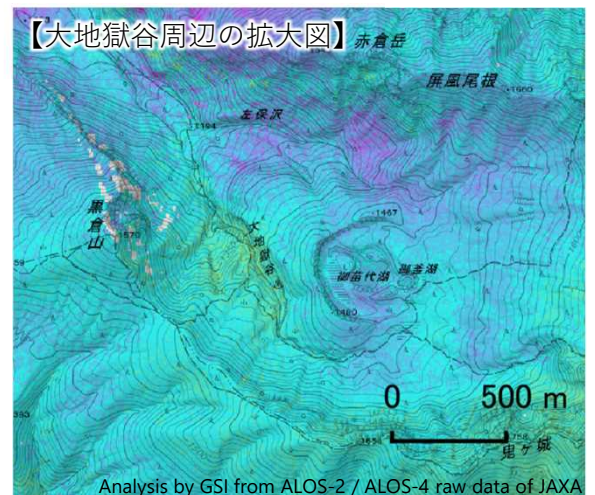 【大地獄谷周辺の拡大図】
赤倉岳
屏風尾根
1194
左俣沢
黒倉山
1570
大地獄谷
1467
御苗代湖
御釜湖
1480
0 500 m
鬼ヶ城
Analysis by GSI from ALOS-2 / ALOS-4 raw data of JAXA